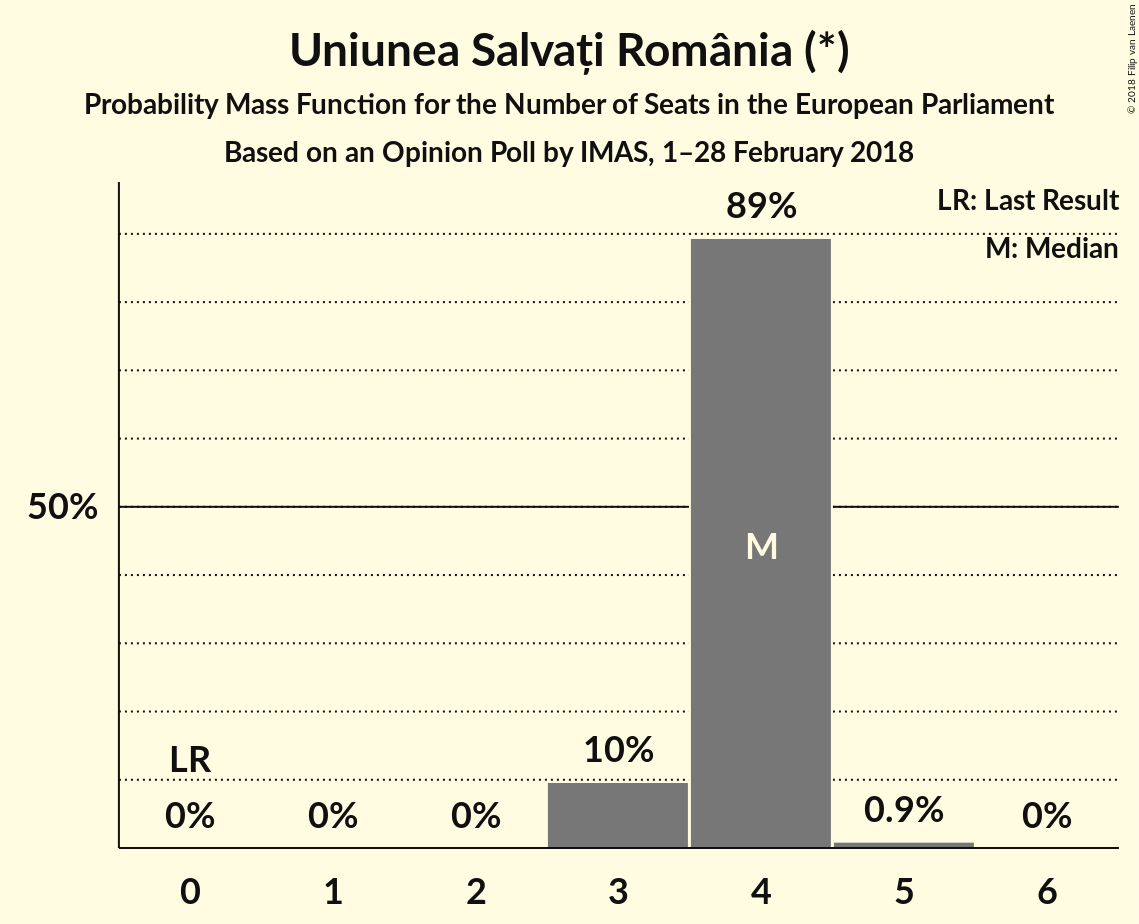 Uniunea Salvați România (*)
Probability Mass Function for the Number of Seats in the European Parliament
Based on an Opinion Poll by IMAS, 1–28 February 2018
© 2018 Filip van Laenen
LR: Last Result
M: Median
89%
50%
M
LR
10%
0%
0%
0%
0.9%
0%
0 1 2 3 4 5 6